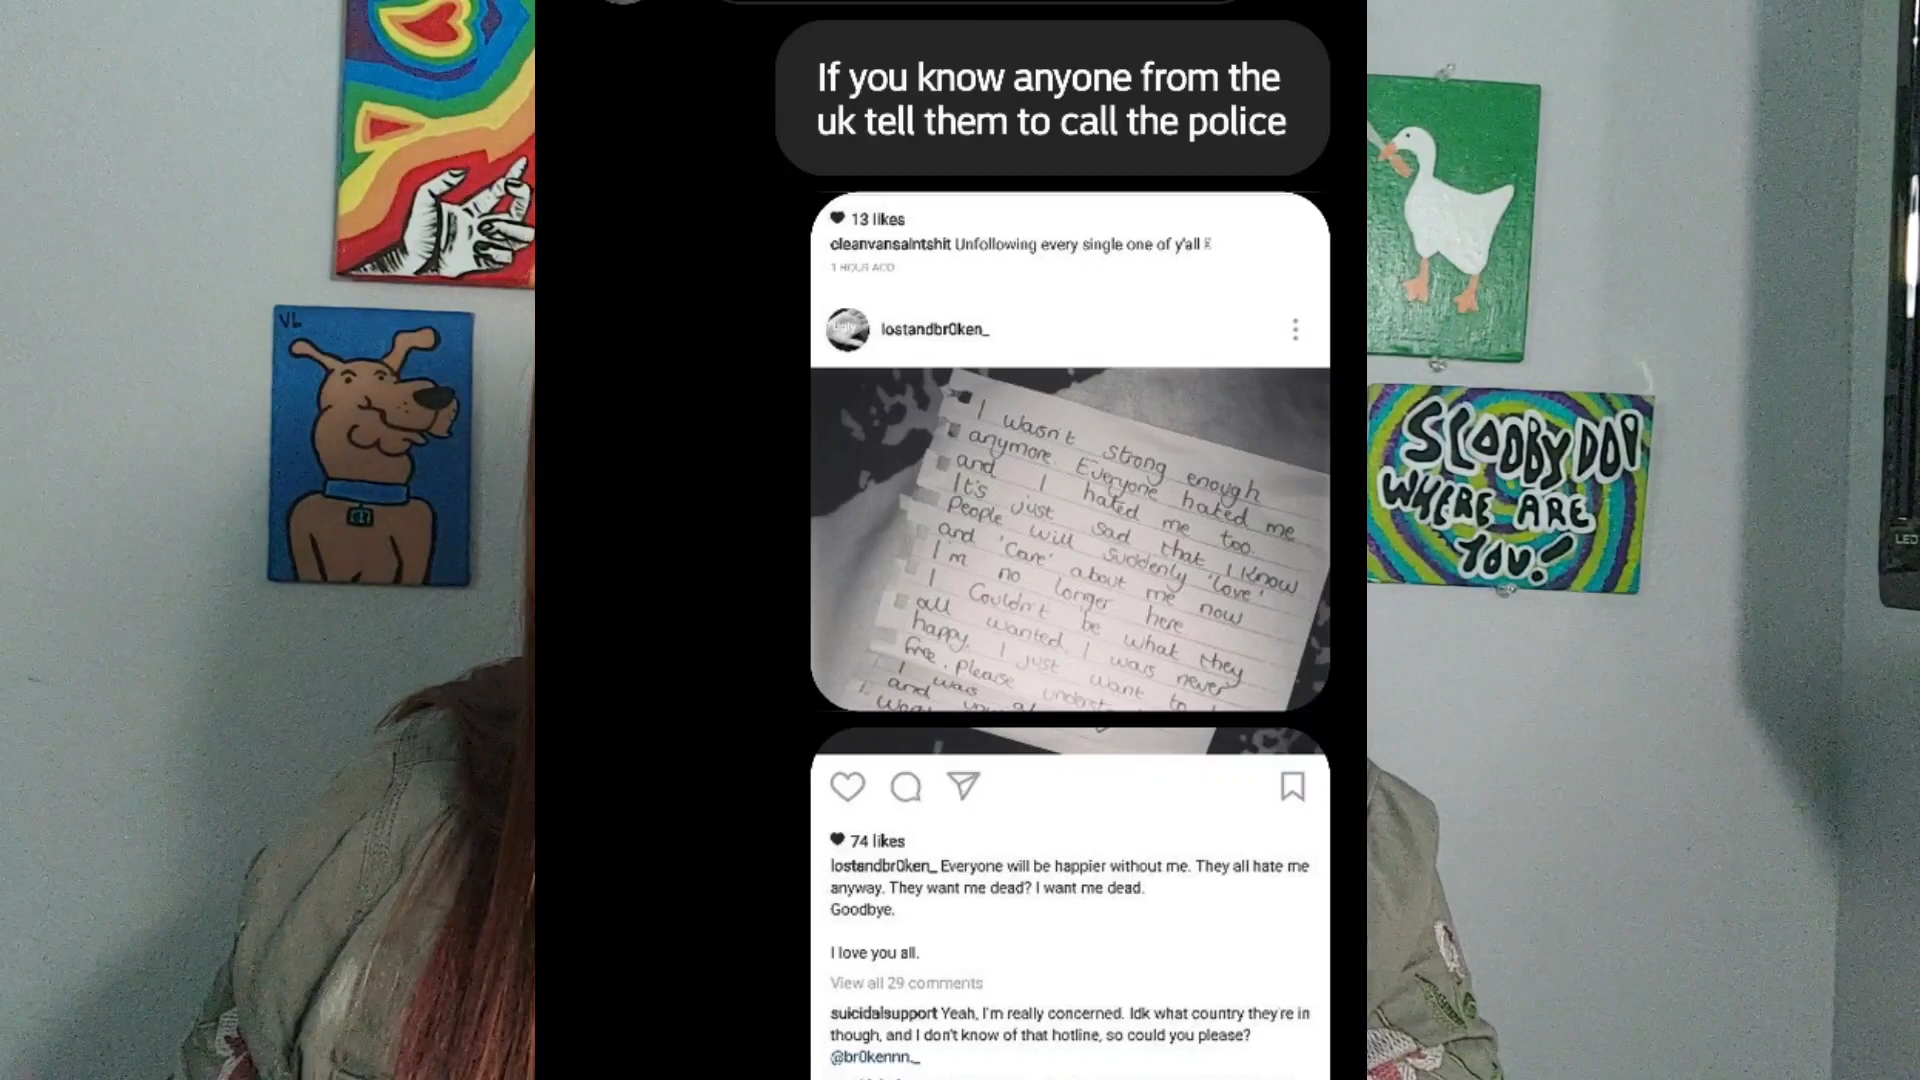 If you know anyone from the
uk tell them to call the police
13 likes
cleanvansaintshit Unfollowing every single one of y'all
1 HOUR AGO
Ugly
lostandbr0ken_
I wasn't strong enough
anymore. Everyone hated me
and I hated me too.
It's just sad that I know
People will suddenly 'love'
and 'Care' about me now
I'm no longer here.
I Couldn't be what they
all wanted, I was never
happy. I just want to
free. Please
I was
and
74 likes
lostandbr0ken_ Everyone will be happier without me. They all hate me
anyway. They want me dead? I want me dead.
Goodbye.
I love you all.
View all 29 comments
suicidalsupport Yeah, I'm really concerned. Idk what country they're in
though, and I don't know of that hotline, so could you please?
@br0kennn._
VL
SCOOBY DOO
WHERE ARE
YOU!
LED